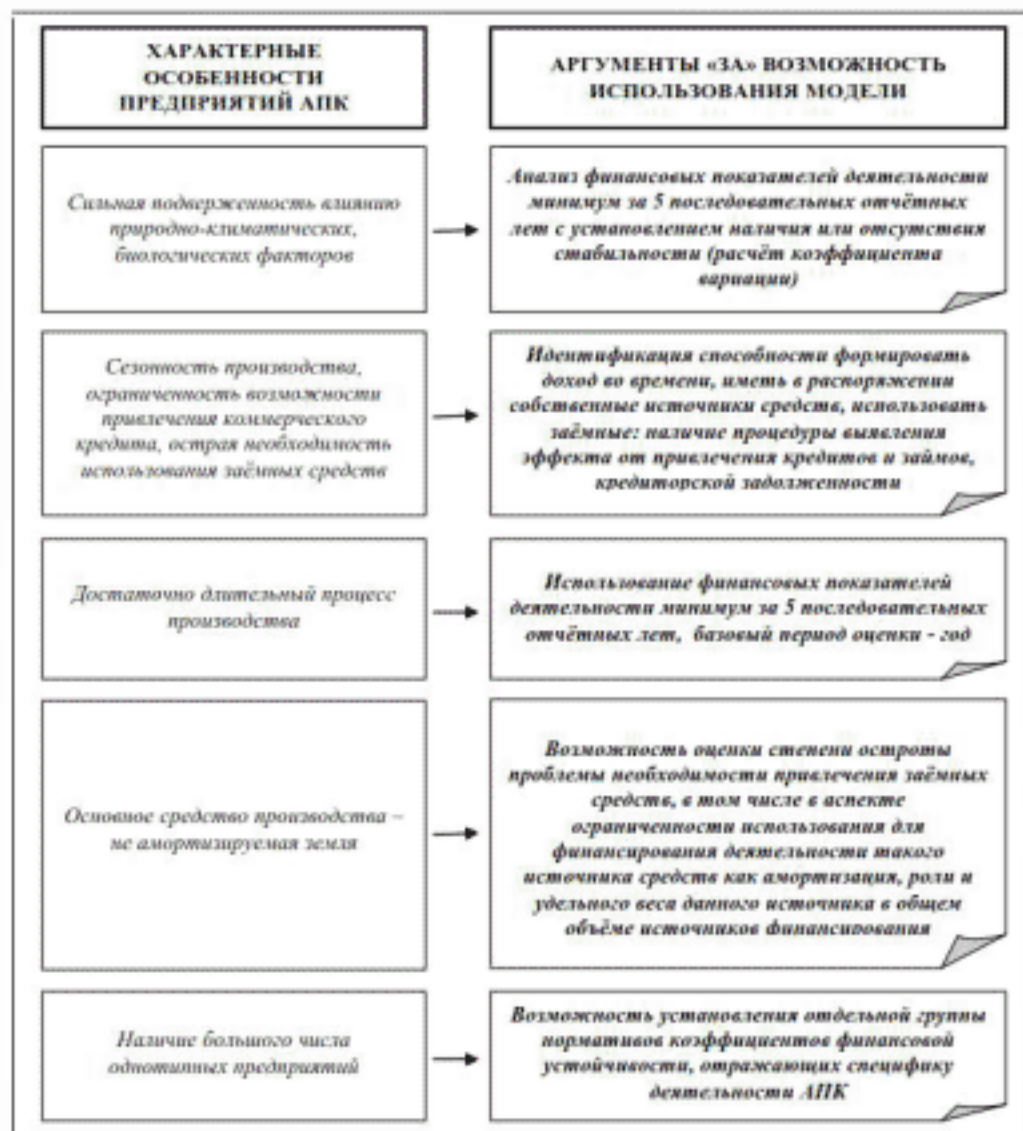 ХАРАКТЕРНЫЕ
ОСОБЕННОСТИ
ПРЕДПРИЯТИЙ АПК
АРГУМЕНТЫ «ЗА» ВОЗМОЖНОСТЬ
ИСПОЛЬЗОВАНИЯ МОДЕЛИ
Сильная подверженность влиянию
природно-климатических,
биологических факторов
Анализ финансовых показателей деятельности
минимум за 5 последовательных отчётных
лет с установлением наличия или отсутствия
стабильности (расчёт коэффициента
вариации)
Сезонность производства,
ограниченность возможности
привлечения коммерческого
кредита, острая необходимость
использования заёмных средств
Идентификация способности формировать
доход во времени, иметь в распоряжении
собственные источники средств, использовать
заёмные: наличие процедуры выявления
эффекта от привлечения кредитов и займов,
кредиторской задолженности
Достаточно длительный процесс
производства
Использование финансовых показателей
деятельности минимум за 5 последовательных
отчётных лет, базовый период оценки - год
Основное средство производства –
не амортизируемая земля
Возможность оценки степени остроты
проблемы необходимости привлечения заёмных
средств, в том числе в аспекте
ограниченности использования для
финансирования деятельности такого
источника средств как амортизация, роли и
удельного веса данного источника в общем
объёме источников финансирования
Наличие большого числа
однотипных предприятий
Возможность установления отдельной группы
нормативов коэффициентов финансовой
устойчивости, отражающих специфику
деятельности АПК